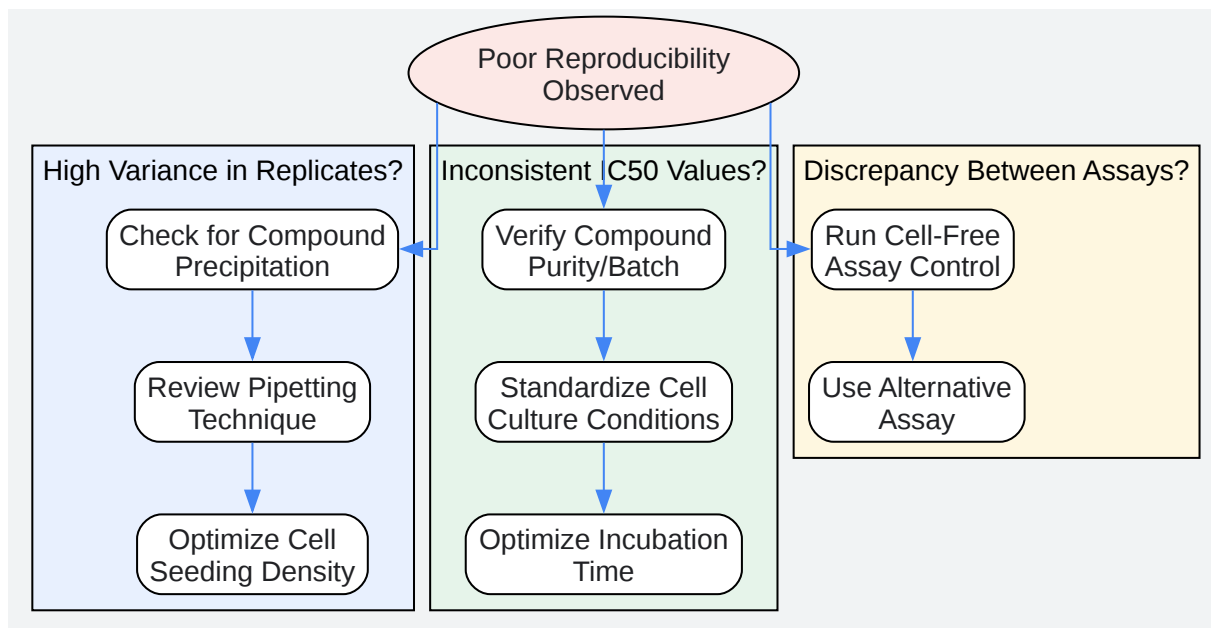 Poor Reproducibility
Observed
High Variance in Replicates?
Check for Compound
Precipitation
Review Pipetting
Technique
Optimize Cell
Seeding Density
Inconsistent IC50 Values?
Verify Compound
Purity/Batch
Standardize Cell
Culture Conditions
Optimize Incubation
Time
Discrepancy Between Assays?
Run Cell-Free
Assay Control
Use Alternative
Assay